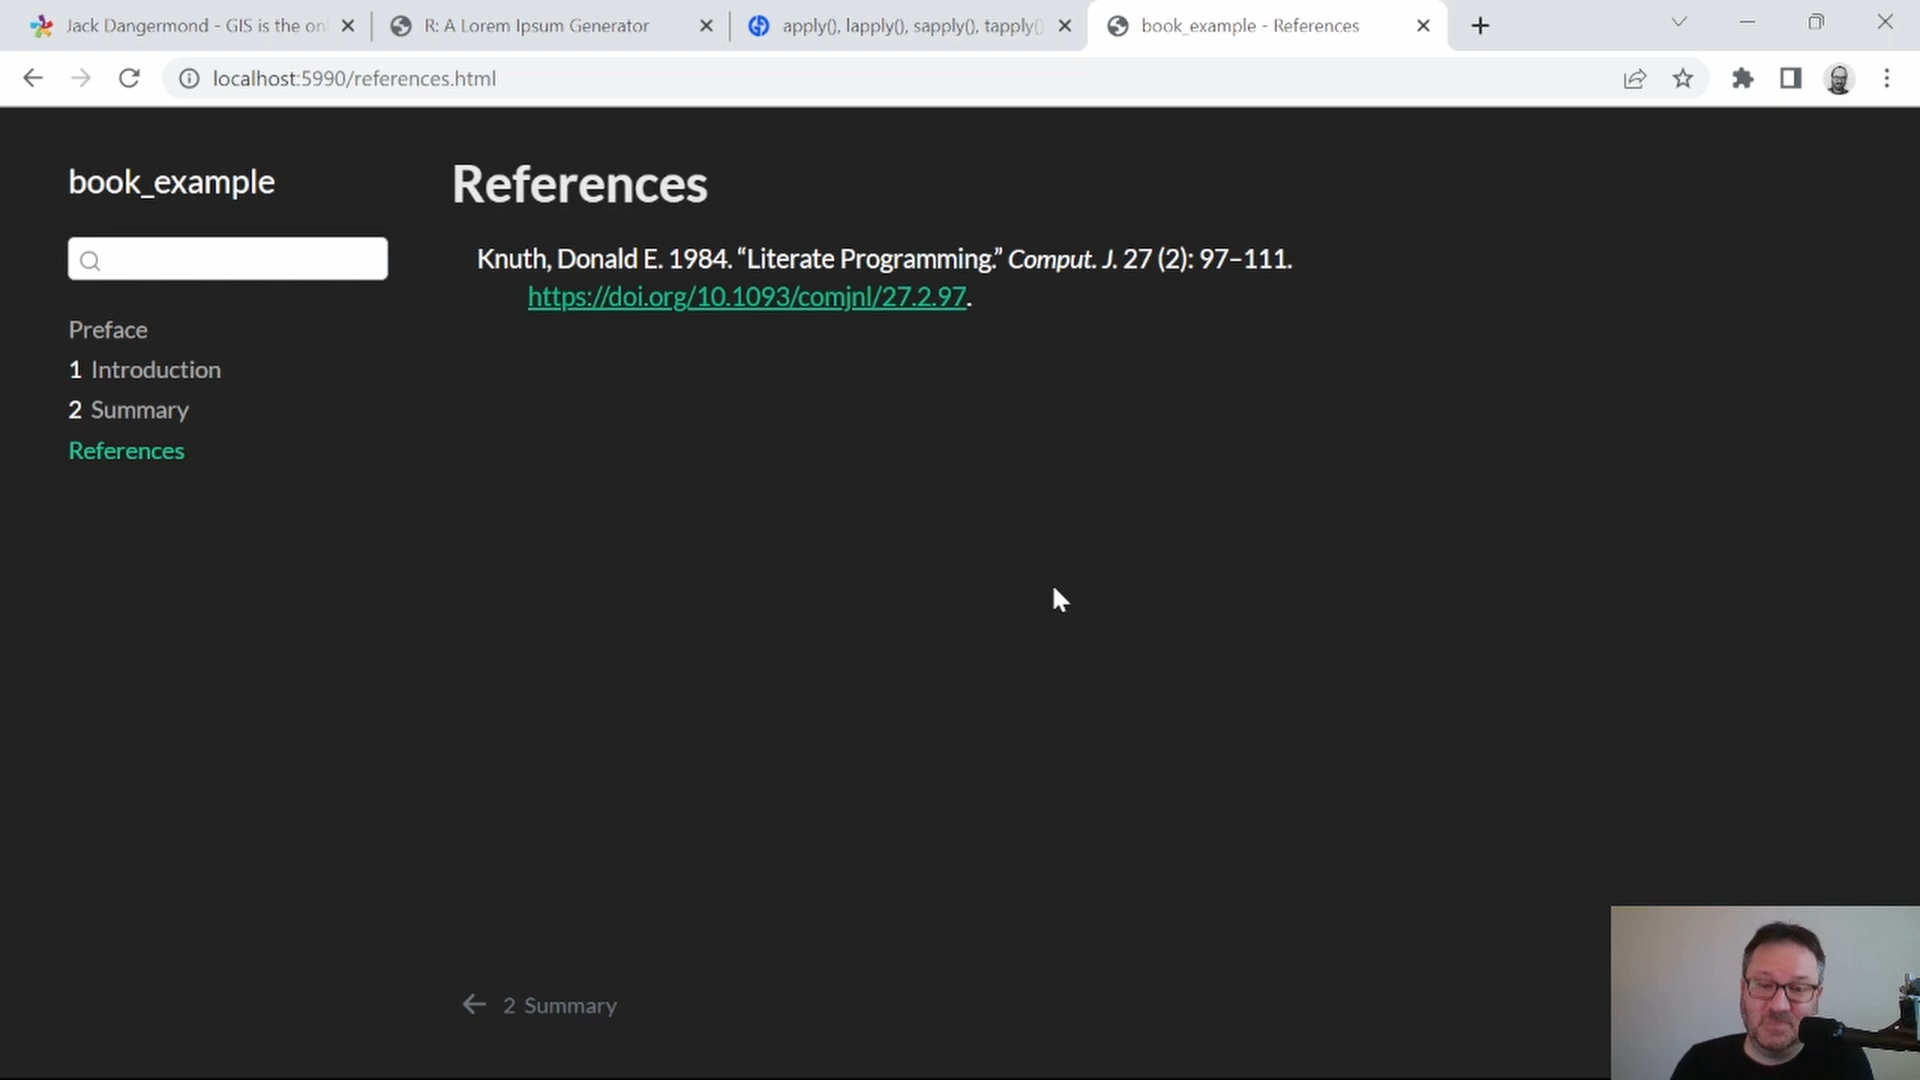 Jack Dangermond - GIS is the on
R: A Lorem Ipsum Generator
apply(), lapply(), sapply(), tapply()
book_example - References
localhost:5990/references.html
book_example
Preface
1 Introduction
2 Summary
References
References
Knuth, Donald E. 1984. “Literate Programming.” Comput. J. 27 (2): 97–111.
https://doi.org/10.1093/comjnl/27.2.97.
2 Summary